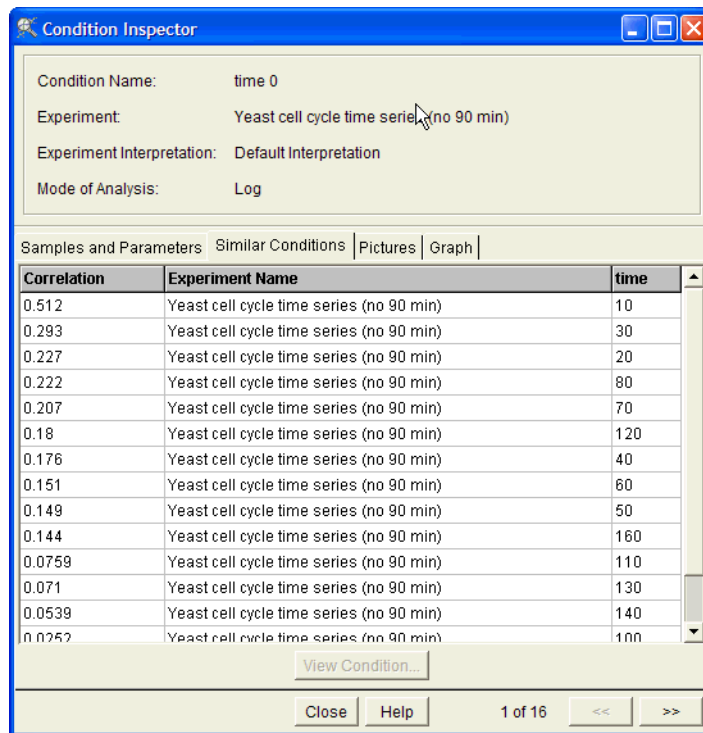 Condition Inspector
Condition Name: time 0
Experiment: Yeast cell cycle time series (no 90 min)
Experiment Interpretation: Default Interpretation
Mode of Analysis: Log
Samples and Parameters Similar Conditions Pictures Graph
Correlation Experiment Name time
0.512 Yeast cell cycle time series (no 90 min) 10
0.293 Yeast cell cycle time series (no 90 min) 30
0.227 Yeast cell cycle time series (no 90 min) 20
0.222 Yeast cell cycle time series (no 90 min) 80
0.207 Yeast cell cycle time series (no 90 min) 70
0.18 Yeast cell cycle time series (no 90 min) 120
0.176 Yeast cell cycle time series (no 90 min) 40
0.151 Yeast cell cycle time series (no 90 min) 60
0.149 Yeast cell cycle time series (no 90 min) 50
0.144 Yeast cell cycle time series (no 90 min) 160
0.0759 Yeast cell cycle time series (no 90 min) 110
0.071 Yeast cell cycle time series (no 90 min) 130
0.0539 Yeast cell cycle time series (no 90 min) 140
0.0252 Yeast cell cycle time series (no 90 min) 100
View Condition...
Close Help 1 of 16 << >>